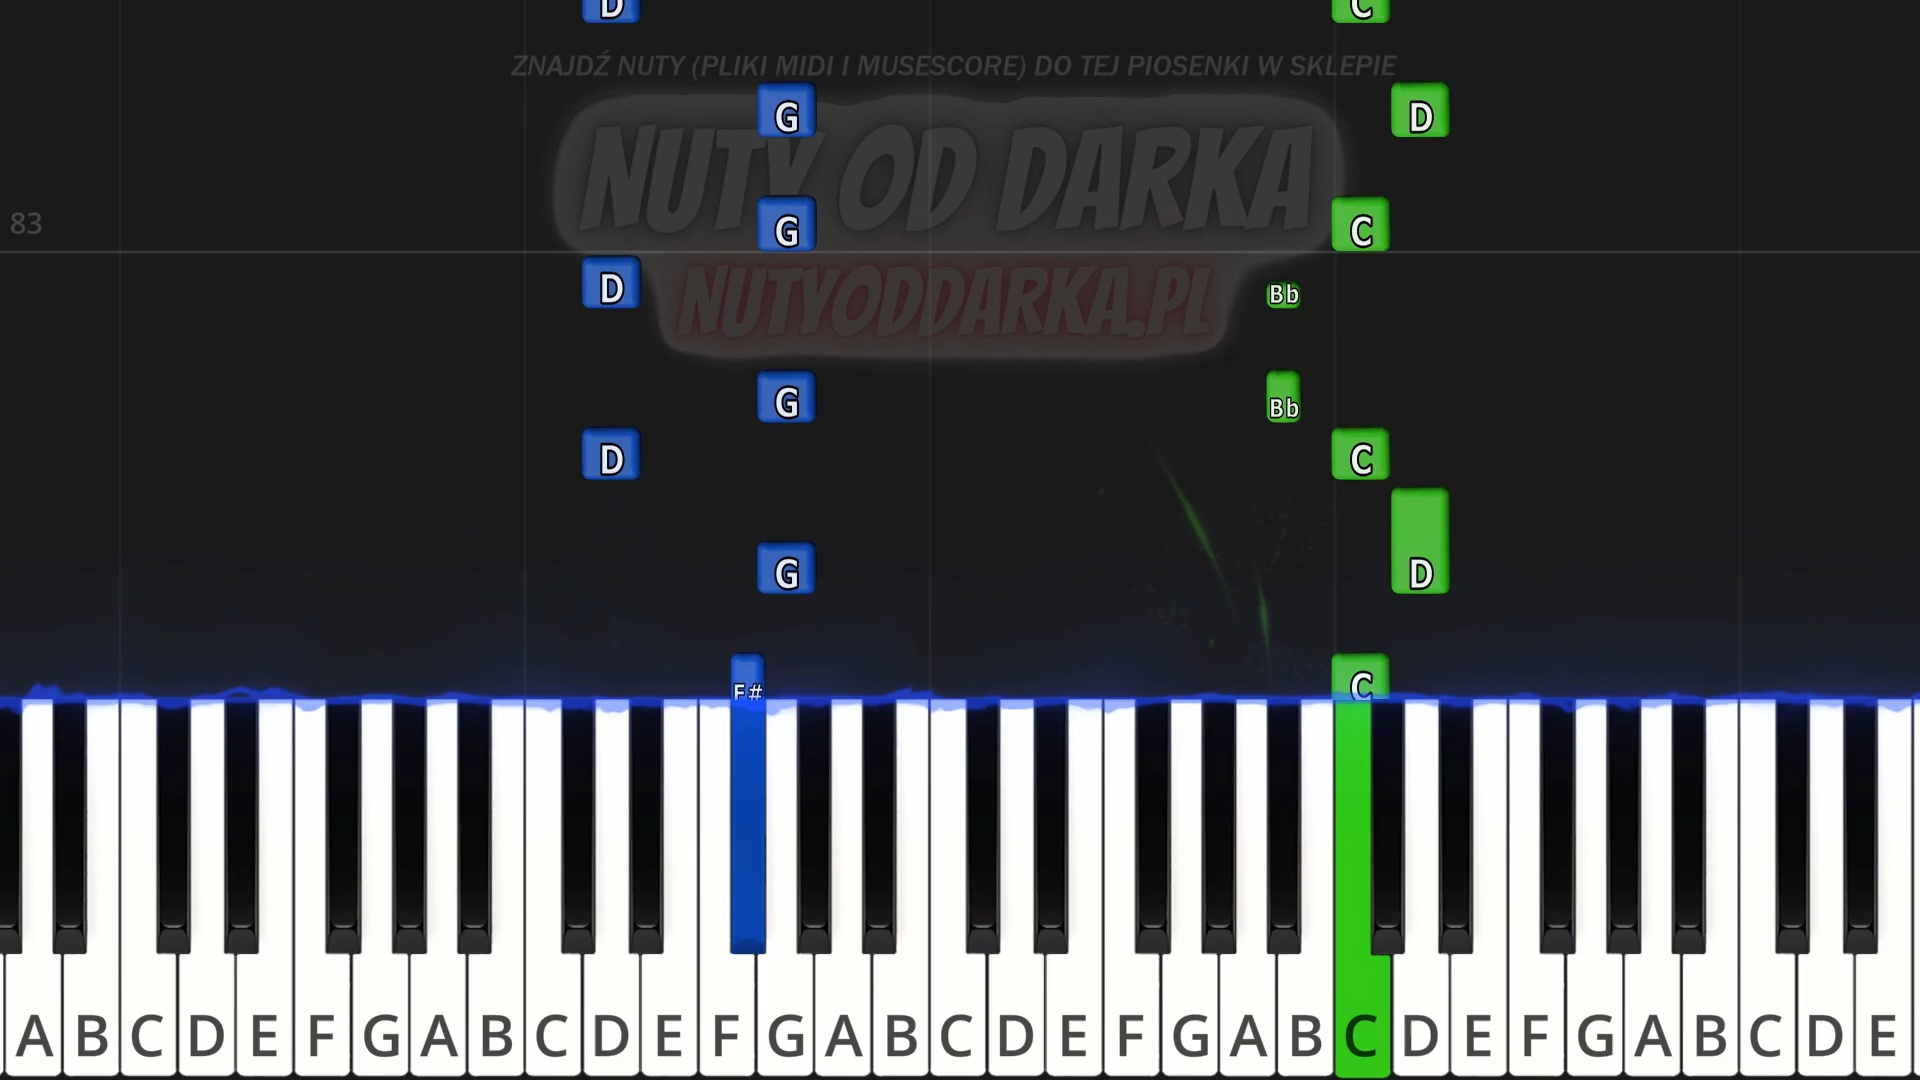 D C
ZNAJDŹ NUTY (PLIKI MIDI I MUSESCORE) DO TEJ PIOSENKI W SKLEPIE
G D
NUTY OD DARKA
83
G C
D Bb
NUTYODDARKA.PL
G Bb
D C
G D
F# C
A B C D E F G A B C D E F G A B C D E F G A B C D E F G A B C D E